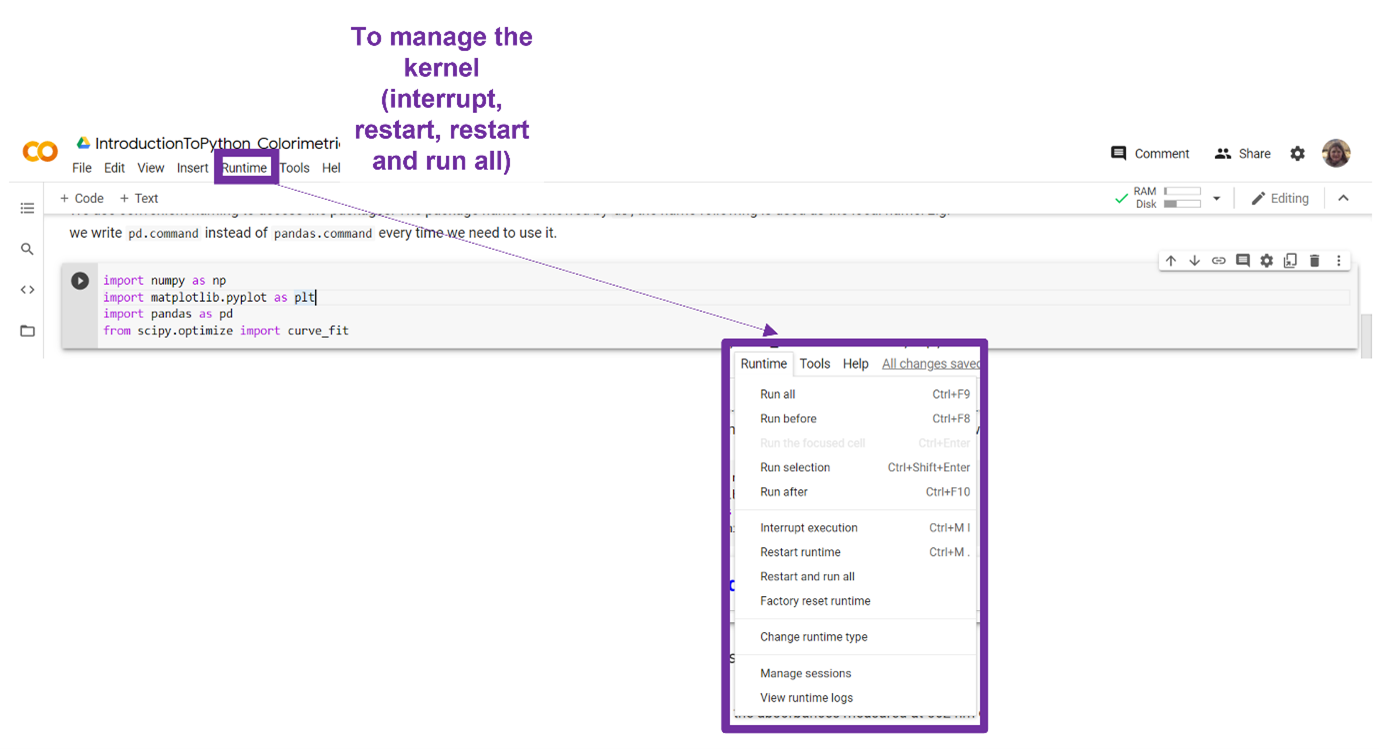 To manage the
kernel
(interrupt,
restart, restart
and run all)
IntroductionToPython_Colorimetri
File Edit View Insert Runtime Tools Hel
Comment Share
+ Code + Text
RAM
Disk
Editing
we write pd.command instead of pandas.command every time we need to use it.
import numpy as np
import matplotlib.pyplot as plt
import pandas as pd
from scipy.optimize import curve_fit
Runtime Tools Help All changes saved
Run all Ctrl+F9
Run before Ctrl+F8
Run the focused cell Ctrl+Enter
Run selection Ctrl+Shift+Enter
Run after Ctrl+F10
Interrupt execution Ctrl+M I
Restart runtime Ctrl+M .
Restart and run all
Factory reset runtime
Change runtime type
Manage sessions
View runtime logs